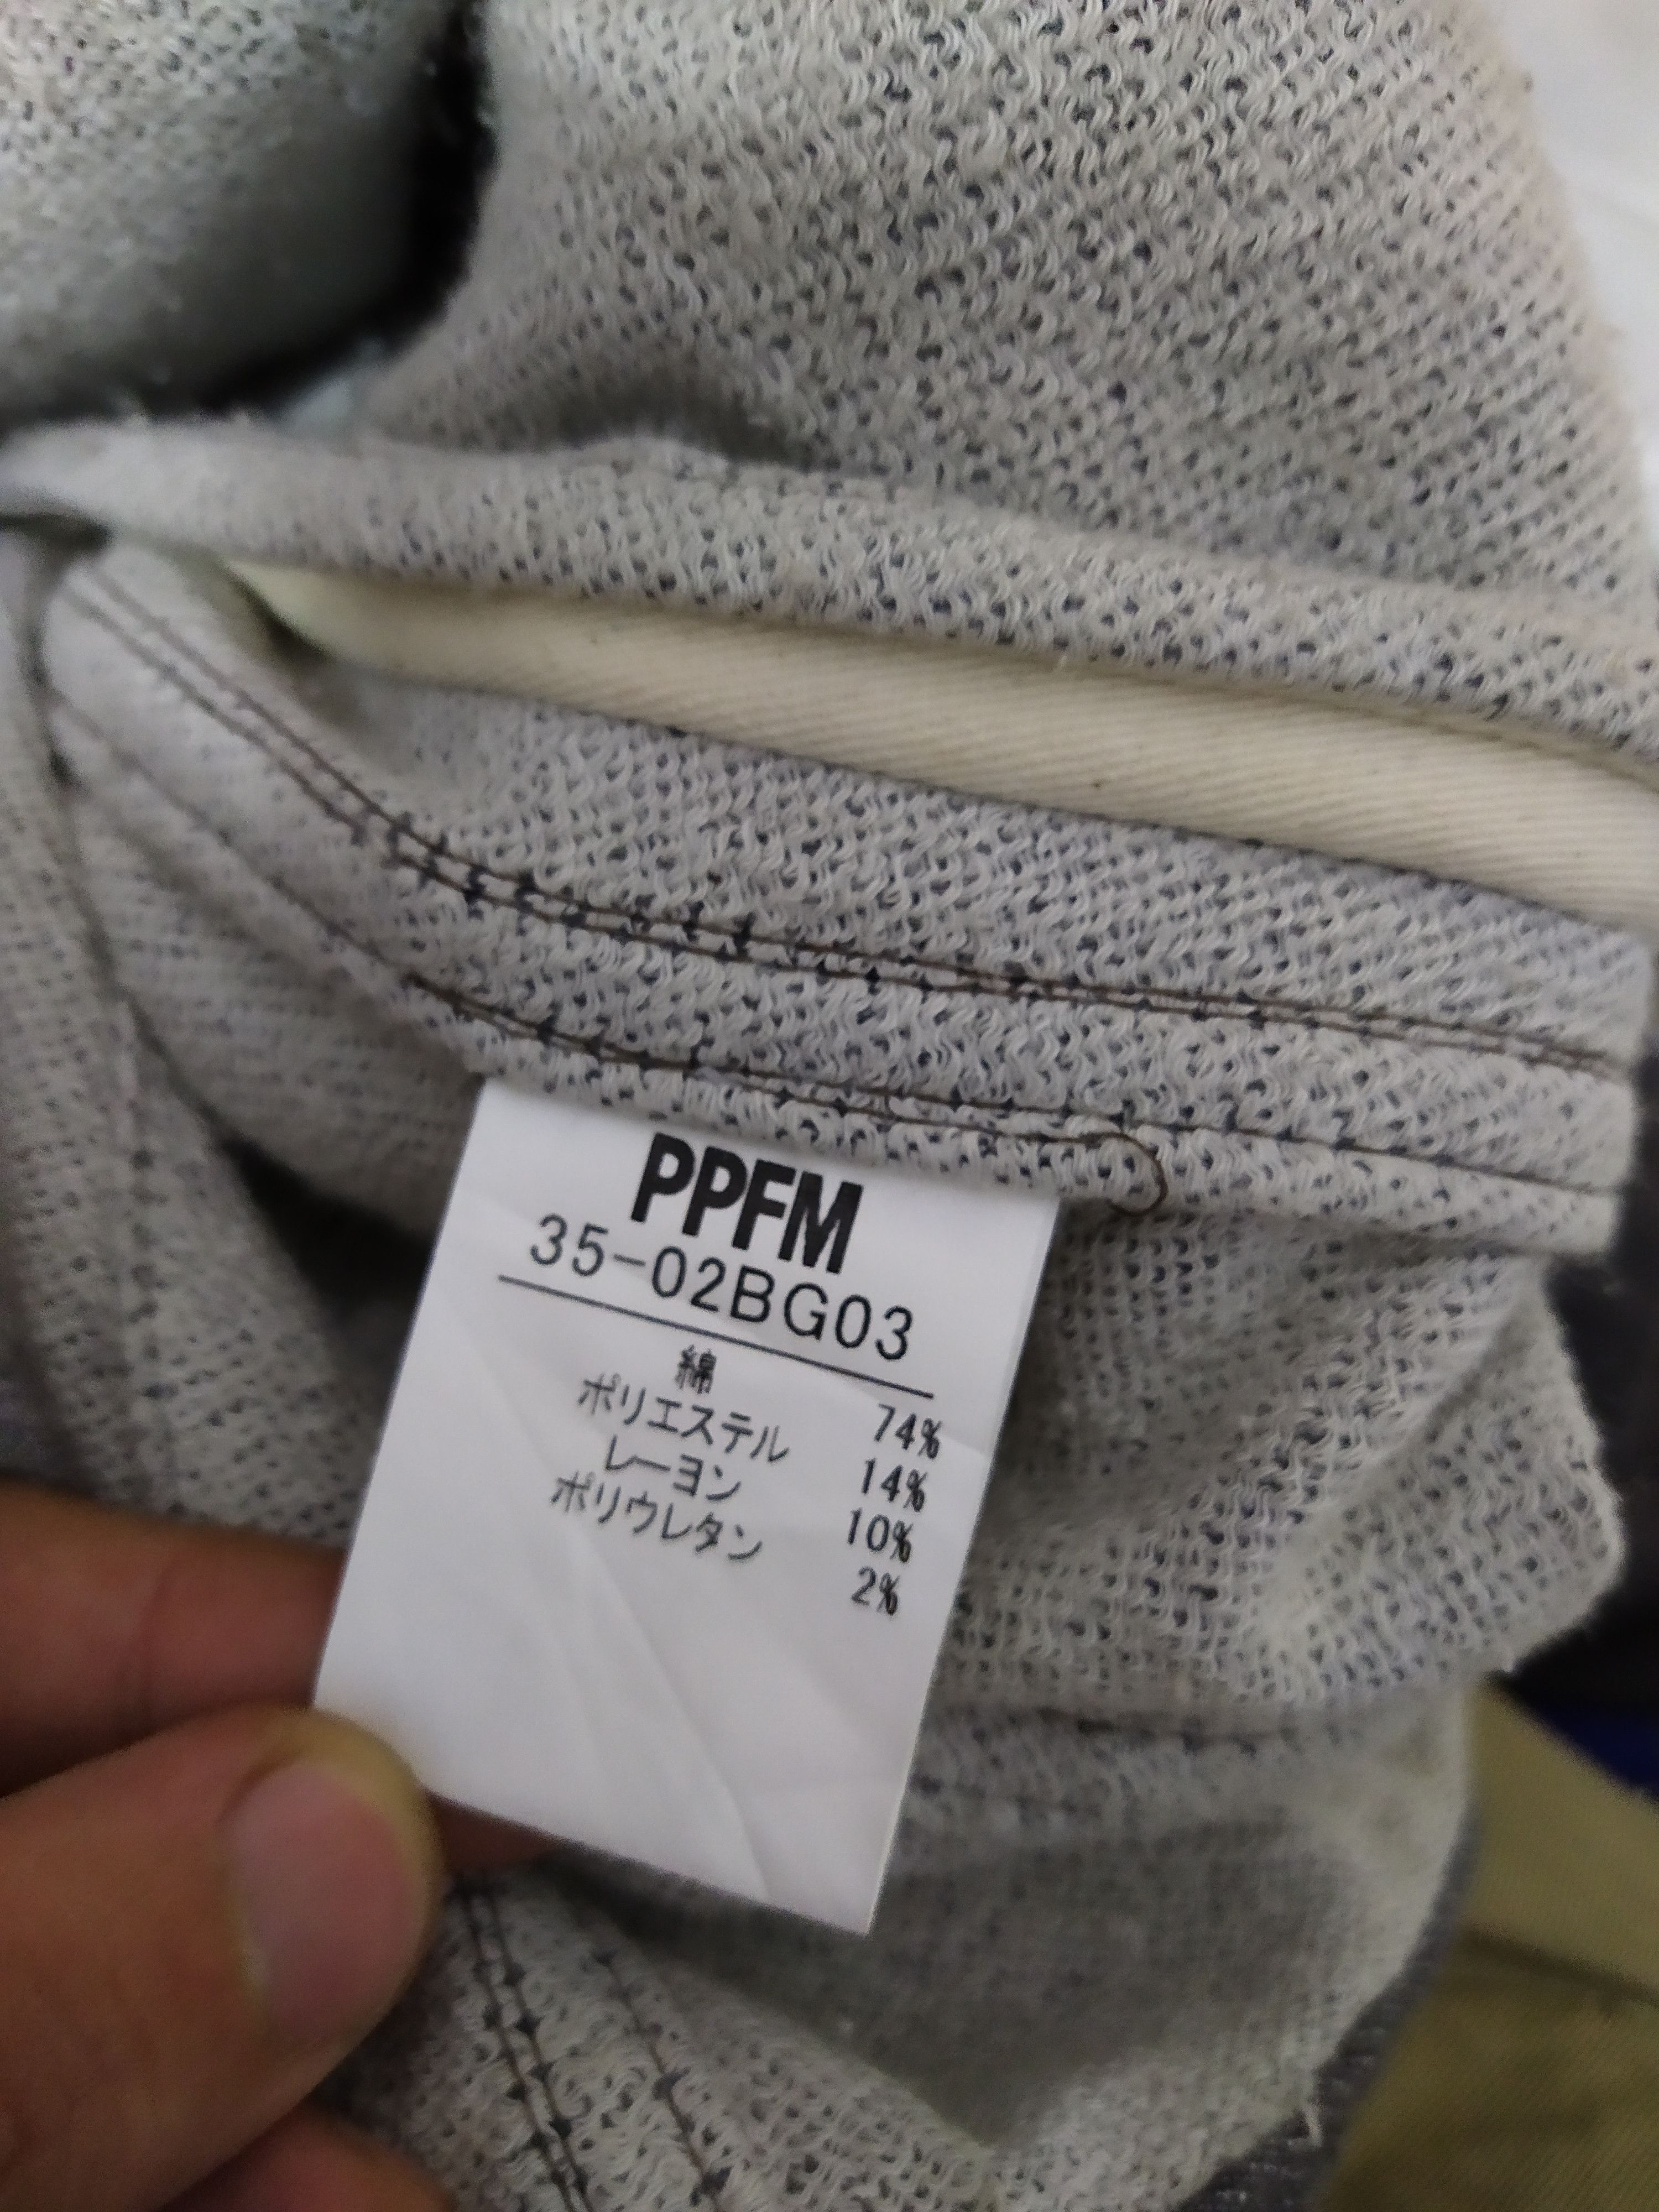 PPFM
35-02BG03
綿 74%
ポリエステル 14%
レーヨン 10%
ポリウレタン 2%